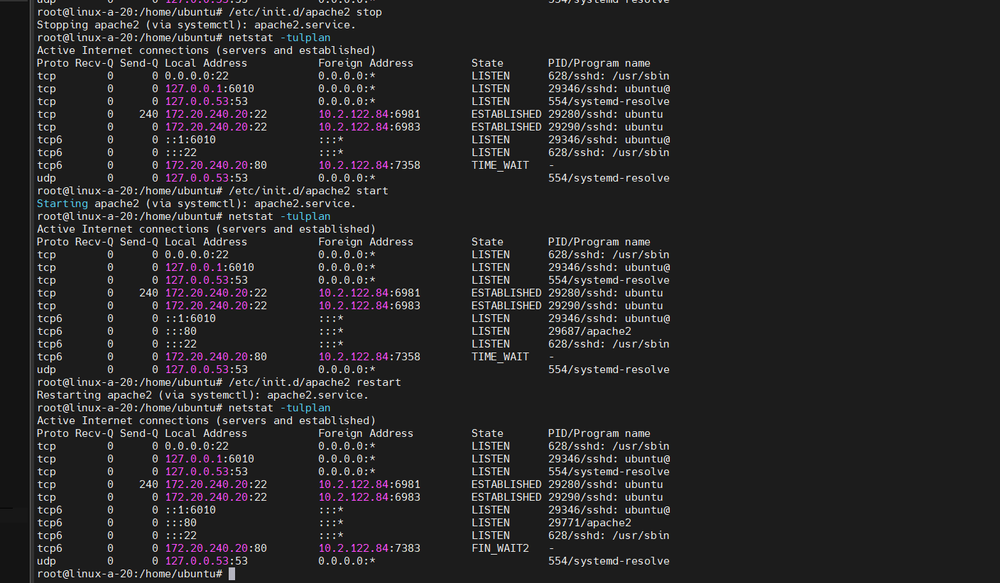 udp 0 0 127.0.0.53:53 0.0.0.0:* 554/systemd-resolve
root@linux-a-20:/home/ubuntu# /etc/init.d/apache2 stop
Stopping apache2 (via systemctl): apache2.service.
root@linux-a-20:/home/ubuntu# netstat -tulplan
Active Internet connections (servers and established)
Proto Recv-Q Send-Q Local Address Foreign Address State PID/Program name
tcp 0 0 0.0.0.0:22 0.0.0.0:* LISTEN 628/sshd: /usr/sbin
tcp 0 0 127.0.0.1:6010 0.0.0.0:* LISTEN 29346/sshd: ubuntu@
tcp 0 0 127.0.0.53:53 0.0.0.0:* LISTEN 554/systemd-resolve
tcp 0 240 172.20.240.20:22 10.2.122.84:6981 ESTABLISHED 29280/sshd: ubuntu
tcp 0 0 172.20.240.20:22 10.2.122.84:6983 ESTABLISHED 29290/sshd: ubuntu
tcp6 0 0 ::1:6010 :::* LISTEN 29346/sshd: ubuntu@
tcp6 0 0 :::22 :::* LISTEN 628/sshd: /usr/sbin
tcp6 0 0 172.20.240.20:80 10.2.122.84:7358 TIME_WAIT -
udp 0 0 127.0.0.53:53 0.0.0.0:* 554/systemd-resolve
root@linux-a-20:/home/ubuntu# /etc/init.d/apache2 start
Starting apache2 (via systemctl): apache2.service.
root@linux-a-20:/home/ubuntu# netstat -tulplan
Active Internet connections (servers and established)
Proto Recv-Q Send-Q Local Address Foreign Address State PID/Program name
tcp 0 0 0.0.0.0:22 0.0.0.0:* LISTEN 628/sshd: /usr/sbin
tcp 0 0 127.0.0.1:6010 0.0.0.0:* LISTEN 29346/sshd: ubuntu@
tcp 0 0 127.0.0.53:53 0.0.0.0:* LISTEN 554/systemd-resolve
tcp 0 240 172.20.240.20:22 10.2.122.84:6981 ESTABLISHED 29280/sshd: ubuntu
tcp 0 0 172.20.240.20:22 10.2.122.84:6983 ESTABLISHED 29290/sshd: ubuntu
tcp6 0 0 ::1:6010 :::* LISTEN 29346/sshd: ubuntu@
tcp6 0 0 :::80 :::* LISTEN 29687/apache2
tcp6 0 0 :::22 :::* LISTEN 628/sshd: /usr/sbin
tcp6 0 0 172.20.240.20:80 10.2.122.84:7358 TIME_WAIT -
udp 0 0 127.0.0.53:53 0.0.0.0:* 554/systemd-resolve
root@linux-a-20:/home/ubuntu# /etc/init.d/apache2 restart
Restarting apache2 (via systemctl): apache2.service.
root@linux-a-20:/home/ubuntu# netstat -tulplan
Active Internet connections (servers and established)
Proto Recv-Q Send-Q Local Address Foreign Address State PID/Program name
tcp 0 0 0.0.0.0:22 0.0.0.0:* LISTEN 628/sshd: /usr/sbin
tcp 0 0 127.0.0.1:6010 0.0.0.0:* LISTEN 29346/sshd: ubuntu@
tcp 0 0 127.0.0.53:53 0.0.0.0:* LISTEN 554/systemd-resolve
tcp 0 240 172.20.240.20:22 10.2.122.84:6981 ESTABLISHED 29280/sshd: ubuntu
tcp 0 0 172.20.240.20:22 10.2.122.84:6983 ESTABLISHED 29290/sshd: ubuntu
tcp6 0 0 ::1:6010 :::* LISTEN 29346/sshd: ubuntu@
tcp6 0 0 :::80 :::* LISTEN 29771/apache2
tcp6 0 0 :::22 :::* LISTEN 628/sshd: /usr/sbin
tcp6 0 0 172.20.240.20:80 10.2.122.84:7383 FIN_WAIT2 -
udp 0 0 127.0.0.53:53 0.0.0.0:* 554/systemd-resolve
root@linux-a-20:/home/ubuntu#